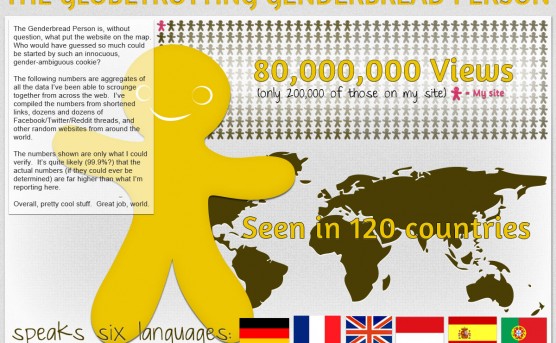 THE GLOBETROTTING GENDERBREAD PERSON
The Genderbread Person is, without
question, what put the website on the map.
Who would have guessed so much could
be started by such an innocuous,
gender-ambiguous cookie?
The following numbers are aggregates of
all the data I've been able to scrounge
together from across the web. I've
compiled the numbers from shortened
links, dozens and dozens of
Facebook/Twitter/Reddit threads, and
other random websites from around the
world.
The numbers shown are only what I could
verify. It's quite likely (99.9%?) that the
actual numbers (if they could ever be
determined) are far higher than what I'm
reporting here.
Overall, pretty cool stuff. Great job, world.
80,000,000 Views
(only 200,000 of those on my site) = My site
Seen in 120 countries
speaks six languages: